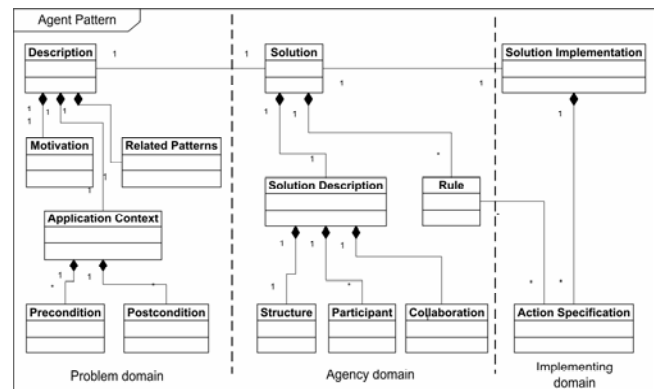 Agent Pattern
Description
1
1
Solution
1
1
Solution Implementation
1
1
1
1
1
1
1
Motivation
Related Patterns
1
1
1
*
Solution Description
Rule
*
Application Context
1
1
*
*
1
1
1
1
*
*
*
Precondition
Postcondition
Structure
Participant
Collaboration
Action Specification
Problem domain
Agency domain
Implementing
domain